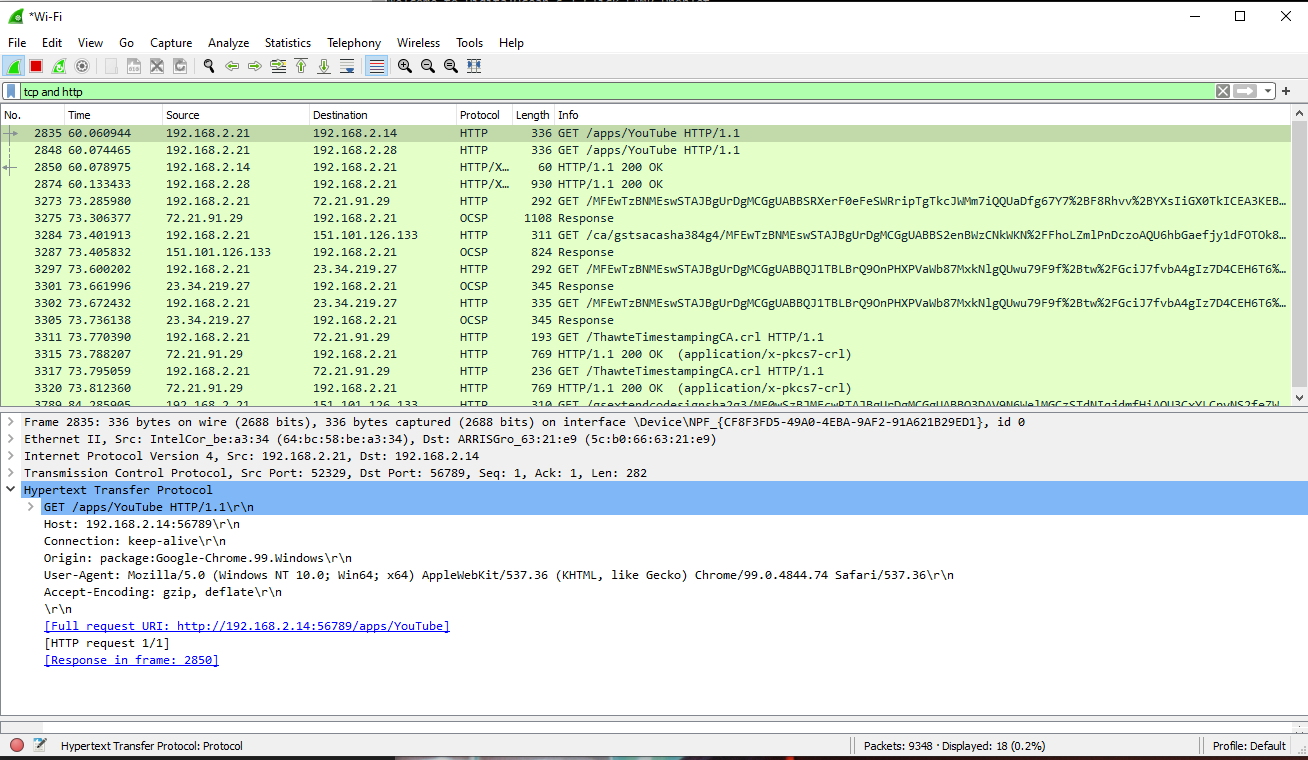 *Wi-Fi
File Edit View Go Capture Analyze Statistics Telephony Wireless Tools Help
tcp and http
No. Time Source Destination Protocol Length Info
2835 60.060944 192.168.2.21 192.168.2.14 HTTP 336 GET /apps/YouTube HTTP/1.1
2848 60.074465 192.168.2.21 192.168.2.28 HTTP 336 GET /apps/YouTube HTTP/1.1
2850 60.078975 192.168.2.14 192.168.2.21 HTTP/X… 60 HTTP/1.1 200 OK
2874 60.133433 192.168.2.28 192.168.2.21 HTTP/X… 930 HTTP/1.1 200 OK
3273 73.285980 192.168.2.21 72.21.91.29 HTTP 292 GET /MFEwTzBNMEswSTAJBgUrDgMCGgUABBSRXerF0eFeSWRripTgTkcJWMm7iQQUaDfg67Y7%2BF8Rhvv%2BYXsIiGX0TkICEA3KEB…
3275 73.306377 72.21.91.29 192.168.2.21 OCSP 1108 Response
3284 73.401913 192.168.2.21 151.101.126.133 HTTP 311 GET /ca/gstsacasha384g4/MFEwTzBNMEswSTAJBgUrDgMCGgUABBS2enBWzCNkWKN%2FFhoLZmlPnDczoAQU6hbGaefjy1dFOTOk8…
3287 73.405832 151.101.126.133 192.168.2.21 OCSP 824 Response
3297 73.600202 192.168.2.21 23.34.219.27 HTTP 292 GET /MFEwTzBNMEswSTAJBgUrDgMCGgUABBQJ1TBLBrQ9OnPHXPVaWb87MxkNlgQUwu79F9f%2Btw%2FGciJ7fvbA4gIz7D4CEH6T6%…
3301 73.661996 23.34.219.27 192.168.2.21 OCSP 345 Response
3302 73.672432 192.168.2.21 23.34.219.27 HTTP 335 GET /MFEwTzBNMEswSTAJBgUrDgMCGgUABBQJ1TBLBrQ9OnPHXPVaWb87MxkNlgQUwu79F9f%2Btw%2FGciJ7fvbA4gIz7D4CEH6T6%…
3305 73.736138 23.34.219.27 192.168.2.21 OCSP 345 Response
3311 73.770390 192.168.2.21 72.21.91.29 HTTP 193 GET /ThawteTimestampingCA.crl HTTP/1.1
3315 73.788207 72.21.91.29 192.168.2.21 HTTP 769 HTTP/1.1 200 OK (application/x-pkcs7-crl)
3317 73.795059 192.168.2.21 72.21.91.29 HTTP 236 GET /ThawteTimestampingCA.crl HTTP/1.1
3320 73.812360 72.21.91.29 192.168.2.21 HTTP 769 HTTP/1.1 200 OK (application/x-pkcs7-crl)
3789 84.285905 192.168.2.21 151.101.126.133 HTTP 310 GET
Frame 2835: 336 bytes on wire (2688 bits), 336 bytes captured (2688 bits) on interface \Device\NPF_{CF8F3FD5-49A0-4EBA-9AF2-91A621B29ED1}, id 0
Ethernet II, Src: IntelCor_be:a3:34 (64:bc:58:be:a3:34), Dst: ARRISGro_63:21:e9 (5c:b0:66:63:21:e9)
Internet Protocol Version 4, Src: 192.168.2.21, Dst: 192.168.2.14
Transmission Control Protocol, Src Port: 52329, Dst Port: 56789, Seq: 1, Ack: 1, Len: 282
Hypertext Transfer Protocol
GET /apps/YouTube HTTP/1.1\r\n
Host: 192.168.2.14:56789\r\n
Connection: keep-alive\r\n
Origin: package:Google-Chrome.99.Windows\r\n
User-Agent: Mozilla/5.0 (Windows NT 10.0; Win64; x64) AppleWebKit/537.36 (KHTML, like Gecko) Chrome/99.0.4844.74 Safari/537.36\r\n
Accept-Encoding: gzip, deflate\r\n
\r\n
[Full request URI: http://192.168.2.14:56789/apps/YouTube]
[HTTP request 1/1]
[Response in frame: 2850]
Hypertext Transfer Protocol: Protocol
Packets: 9348 · Displayed: 18 (0.2%)
Profile: Default